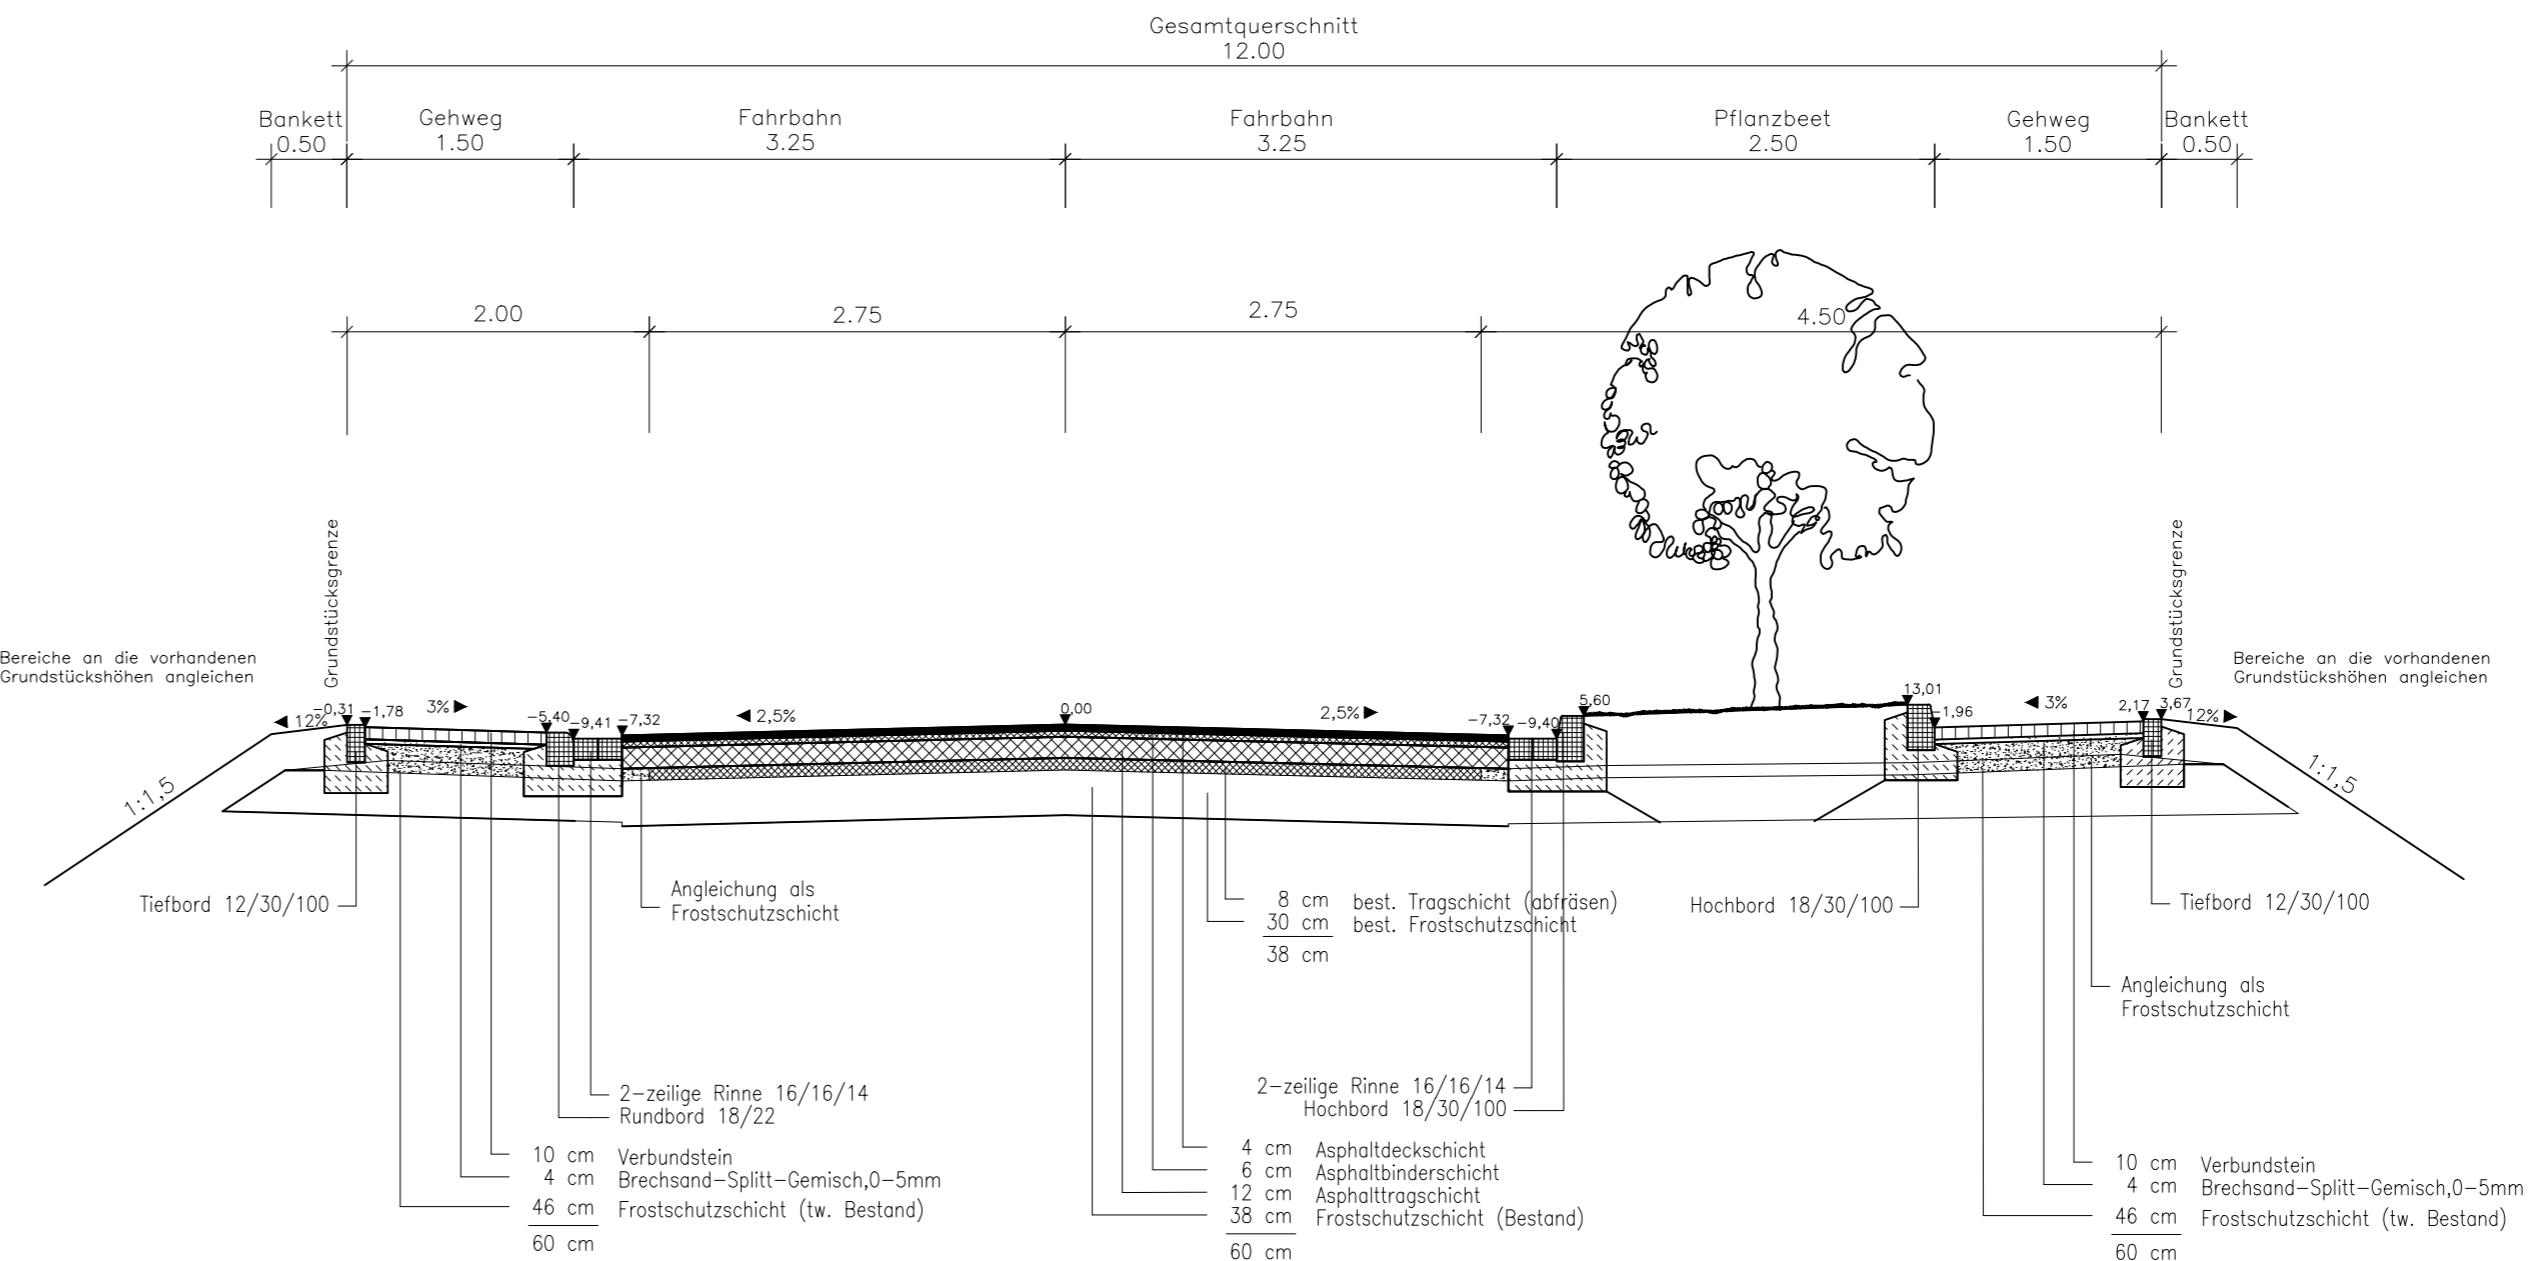 Gesamtquerschnitt
12.00
Bankett
0.50
Gehweg
1.50
Fahrbahn
3.25
Fahrbahn
3.25
Pflanzbeet
2.50
Gehweg
1.50
Bankett
0.50
2.00
2.75
2.75
4.50
Grundstücksgrenze
Grundstücksgrenze
Bereiche an die vorhandenen
Grundstückshöhen angleichen
Bereiche an die vorhandenen
Grundstückshöhen angleichen
12%
-0,31
-1,78
3%
-5,40
-9,41
-7,32
2,5%
0,00
2,5%
-7,32
-9,40
5,60
13,01
-1,96
3%
2,17
3,67
12%
1:1,5
1:1,5
Tiefbord 12/30/100
Angleichung als
Frostschutzschicht
8 cm best. Tragschicht (abfräsen)
30 cm best. Frostschutzschicht
38 cm
Hochbord 18/30/100
Tiefbord 12/30/100
Angleichung als
Frostschutzschicht
2-zeilige Rinne 16/16/14
Rundbord 18/22
2-zeilige Rinne 16/16/14
Hochbord 18/30/100
10 cm Verbundstein
4 cm Brechsand-Splitt-Gemisch,0-5mm
46 cm Frostschutzschicht (tw. Bestand)
60 cm
4 cm Asphaltdeckschicht
6 cm Asphaltbinderschicht
12 cm Asphalttragschicht
38 cm Frostschutzschicht (Bestand)
60 cm
10 cm Verbundstein
4 cm Brechsand-Splitt-Gemisch,0-5mm
46 cm Frostschutzschicht (tw. Bestand)
60 cm